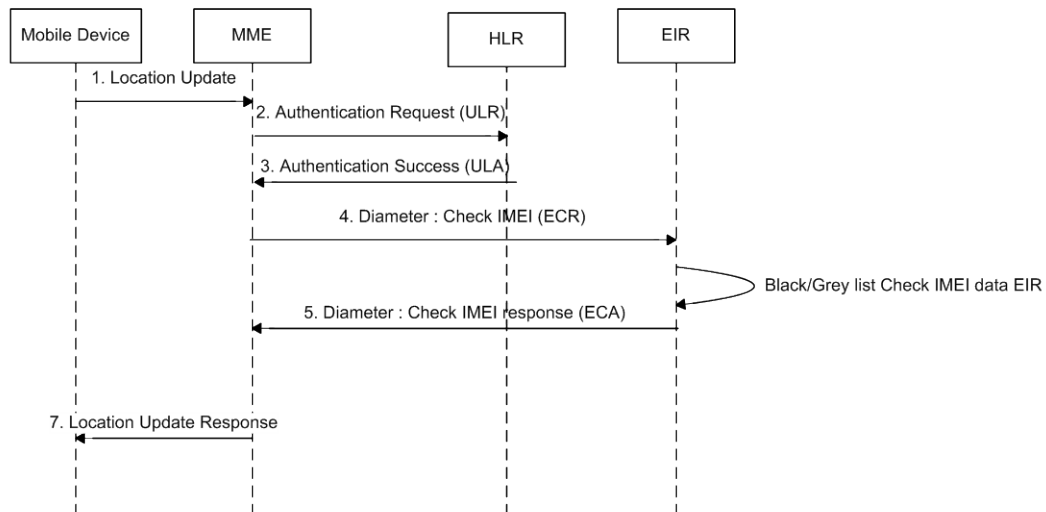 Mobile Device
MME
HLR
EIR
1. Location Update
2. Authentication Request (ULR)
3. Authentication Success (ULA)
4. Diameter : Check IMEI (ECR)
Black/Grey list Check IMEI data EIR
5. Diameter : Check IMEI response (ECA)
7. Location Update Response